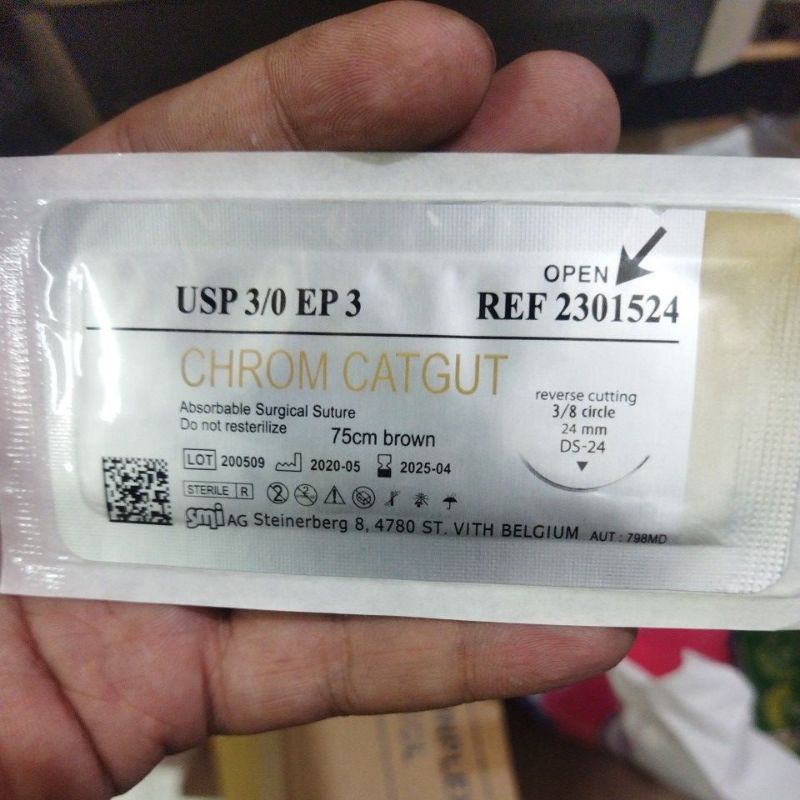 OPEN
USP 3/0 EP 3
REF 2301524
CHROM CATGUT
Absorbable Surgical Suture
Do not resterilize
75cm brown
reverse cutting
3/8 circle
24 mm
DS-24
LOT 200509 2020-05 2025-04
STERILE R
smi AG Steinerberg 8, 4780 ST. VITH BELGIUM AUT : 798MD